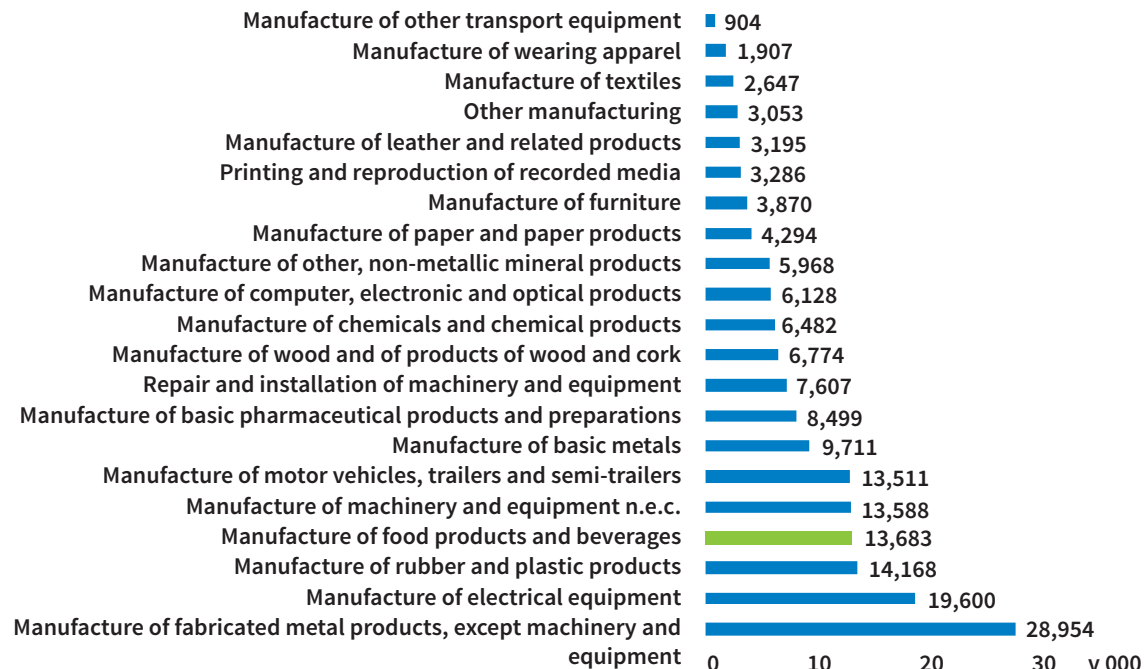 Manufacture of other transport equipment 904
Manufacture of wearing apparel 1,907
Manufacture of textiles 2,647
Other manufacturing 3,053
Manufacture of leather and related products 3,195
Printing and reproduction of recorded media 3,286
Manufacture of furniture 3,870
Manufacture of paper and paper products 4,294
Manufacture of other, non-metallic mineral products 5,968
Manufacture of computer, electronic and optical products 6,128
Manufacture of chemicals and chemical products 6,482
Manufacture of wood and of products of wood and cork 6,774
Repair and installation of machinery and equipment 7,607
Manufacture of basic pharmaceutical products and preparations 8,499
Manufacture of basic metals 9,711
Manufacture of motor vehicles, trailers and semi-trailers 13,511
Manufacture of machinery and equipment n.e.c. 13,588
Manufacture of food products and beverages 13,683
Manufacture of rubber and plastic products 14,168
Manufacture of electrical equipment 19,600
Manufacture of fabricated metal products, except machinery and 28,954
equipment 0 10 20 30 v 000